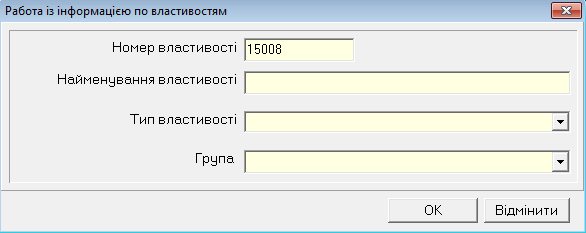 Работа із інформацією по властивостям
Номер властивості 15008
Найменування властивості
Тип властивості
Група
OK Відмінити